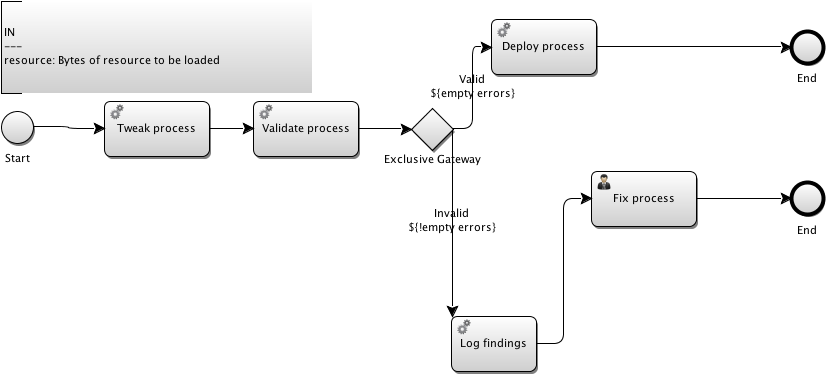 IN
---
resource: Bytes of resource to be loaded
Start
Tweak process
Validate process
Exclusive Gateway
Valid
${empty errors}
Deploy process
End
Invalid
${!empty errors}
Log findings
Fix process
End